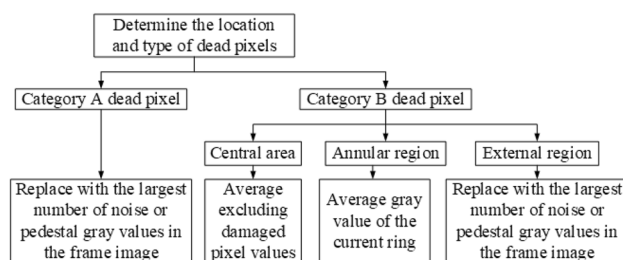 Determine the location
and type of dead pixels
Category A dead pixel
Category B dead pixel
Central area
Annular region
External region
Replace with the largest
number of noise or
pedestal gray values in
the frame image
Average
excluding
damaged
pixel values
Average gray
value of the
current ring
Replace with the largest
number of noise or
pedestal gray values in
the frame image